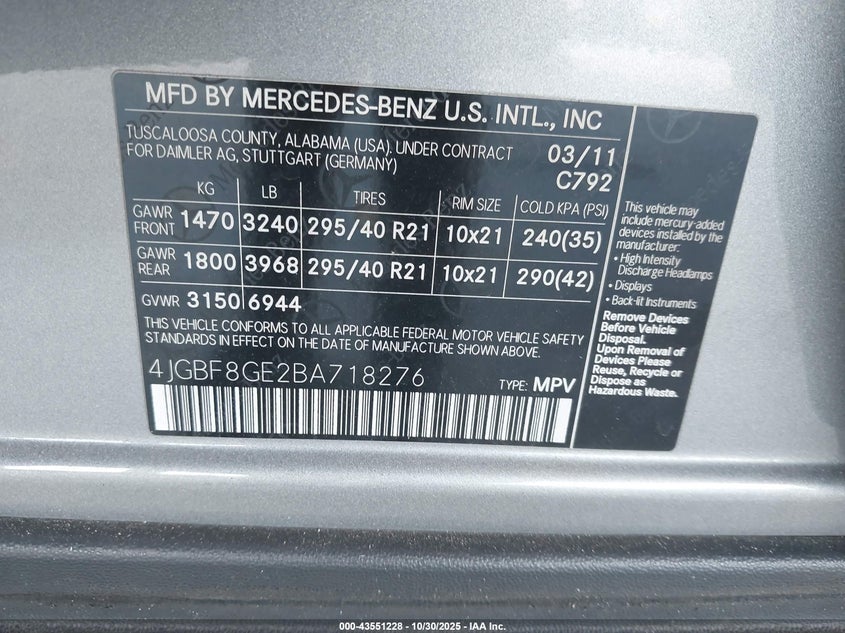 MFD BY MERCEDES-BENZ U.S. INTL., INC
TUSCALOOSA COUNTY, ALABAMA (USA). UNDER CONTRACT
FOR DAIMLER AG, STUTTGART (GERMANY)
03/11
C792
KG LB TIRES RIM SIZE COLD KPA (PSI)
GAWR FRONT 1470 3240 295/40 R21 10x21 240(35)
GAWR REAR 1800 3968 295/40 R21 10x21 290(42)
GVWR 3150 6944
THIS VEHICLE CONFORMS TO ALL APPLICABLE FEDERAL MOTOR VEHICLE SAFETY
STANDARDS IN EFFECT ON THE DATE OF MANUFACTURE SHOWN ABOVE.
4JGBF8GE2BA718276
TYPE: MPV
This vehicle may
include mercury-added
devices installed by the
manufacturer:
• High Intensity
Discharge Headlamps
• Displays
• Back-lit Instruments
Remove Devices
Before Vehicle
Disposal.
Upon Removal of
Devices Please
Reuse, Recycle or
Dispose as
Hazardous Waste.
000-43551228 - 10/30/2025 - IAA Inc.